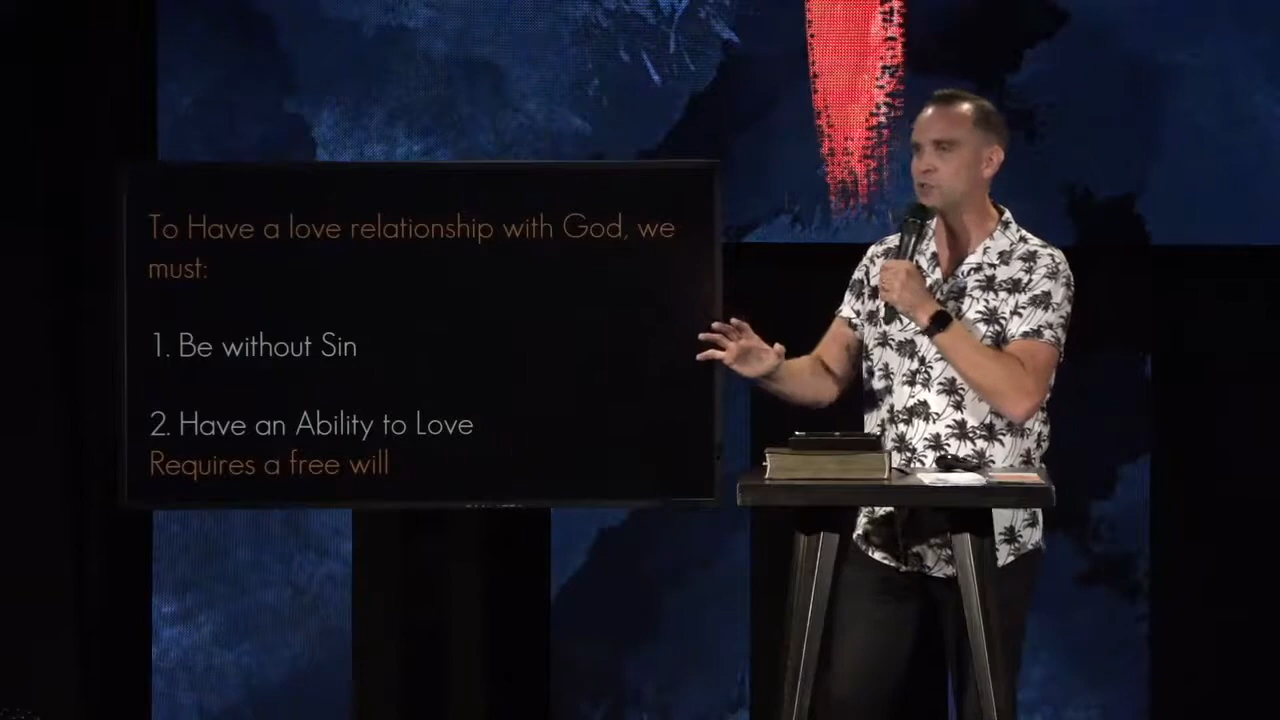 To Have a love relationship with God, we
must:
1. Be without Sin
2. Have an Ability to Love
Requires a free will